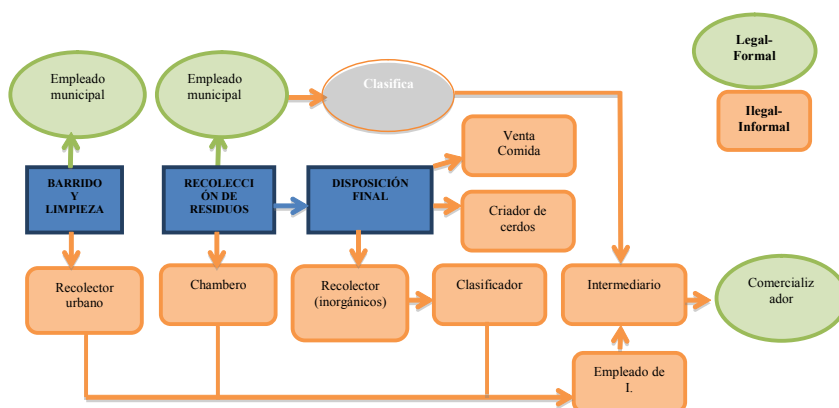 Legal-
Formal
Empleado
municipal
Empleado
municipal
Clasifica
Ilegal-
Informal
Venta
Comida
BARRIDO
Y
LIMPIEZA
RECOLECCI
ÓN DE
RESIDUOS
DISPOSICIÓN
FINAL
Criador de
cerdos
Recolector
urbano
Chambero
Recolector
(inorgánicos)
Clasificador
Intermediario
Comercializ
ador
Empleado de
I.